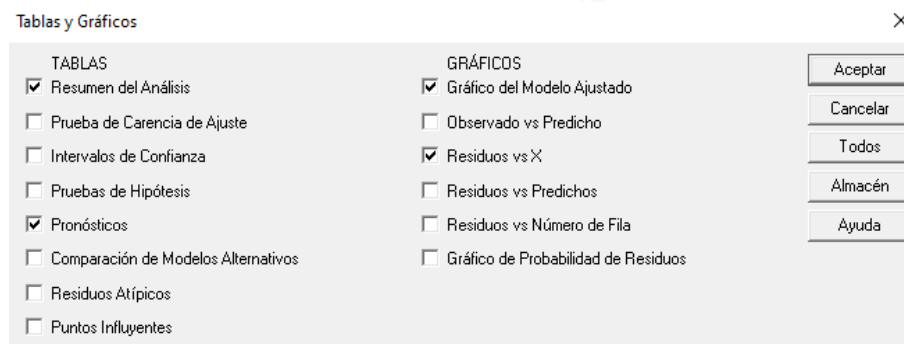 Tablas y Gráficos
TABLAS
Resumen del Análisis
Prueba de Carencia de Ajuste
Intervalos de Confianza
Pruebas de Hipótesis
Pronósticos
Comparación de Modelos Alternativos
Residuos Atípicos
Puntos Influyentes
GRÁFICOS
Gráfico del Modelo Ajustado
Observado vs Predicho
Residuos vs X
Residuos vs Predichos
Residuos vs Número de Fila
Gráfico de Probabilidad de Residuos
Aceptar
Cancelar
Todos
Almacén
Ayuda